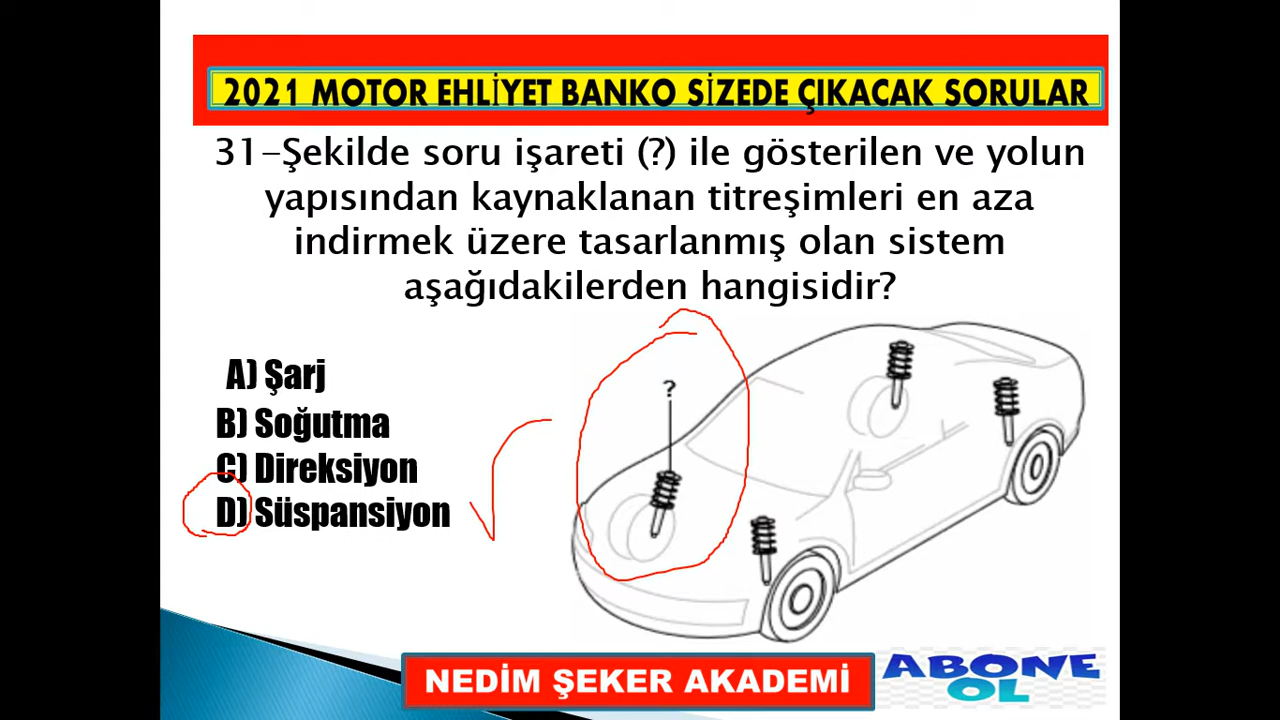 2021 MOTOR EHLİYET BANKO SİZEDE ÇIKACAK SORULAR
31-Şekilde soru işareti (?) ile gösterilen ve yolun
yapısından kaynaklanan titreşimleri en aza
indirmek üzere tasarlanmış olan sistem
aşağıdakilerden hangisidir?
A) Şarj
B) Soğutma
C) Direksiyon
D) Süspansiyon
?
NEDİM ŞEKER AKADEMİ
ABONE
OL